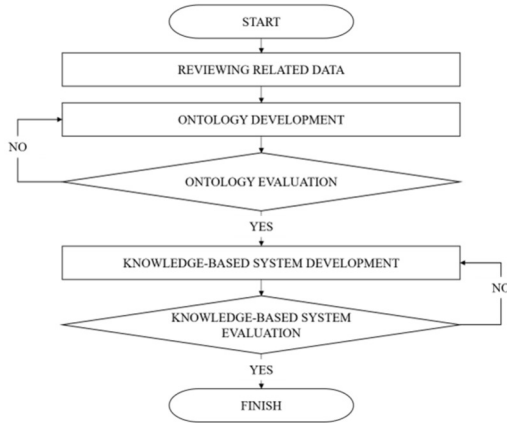 START
REVIEWING RELATED DATA
ONTOLOGY DEVELOPMENT
NO
ONTOLOGY EVALUATION
YES
KNOWLEDGE-BASED SYSTEM DEVELOPMENT
NO
KNOWLEDGE-BASED SYSTEM
EVALUATION
YES
FINISH